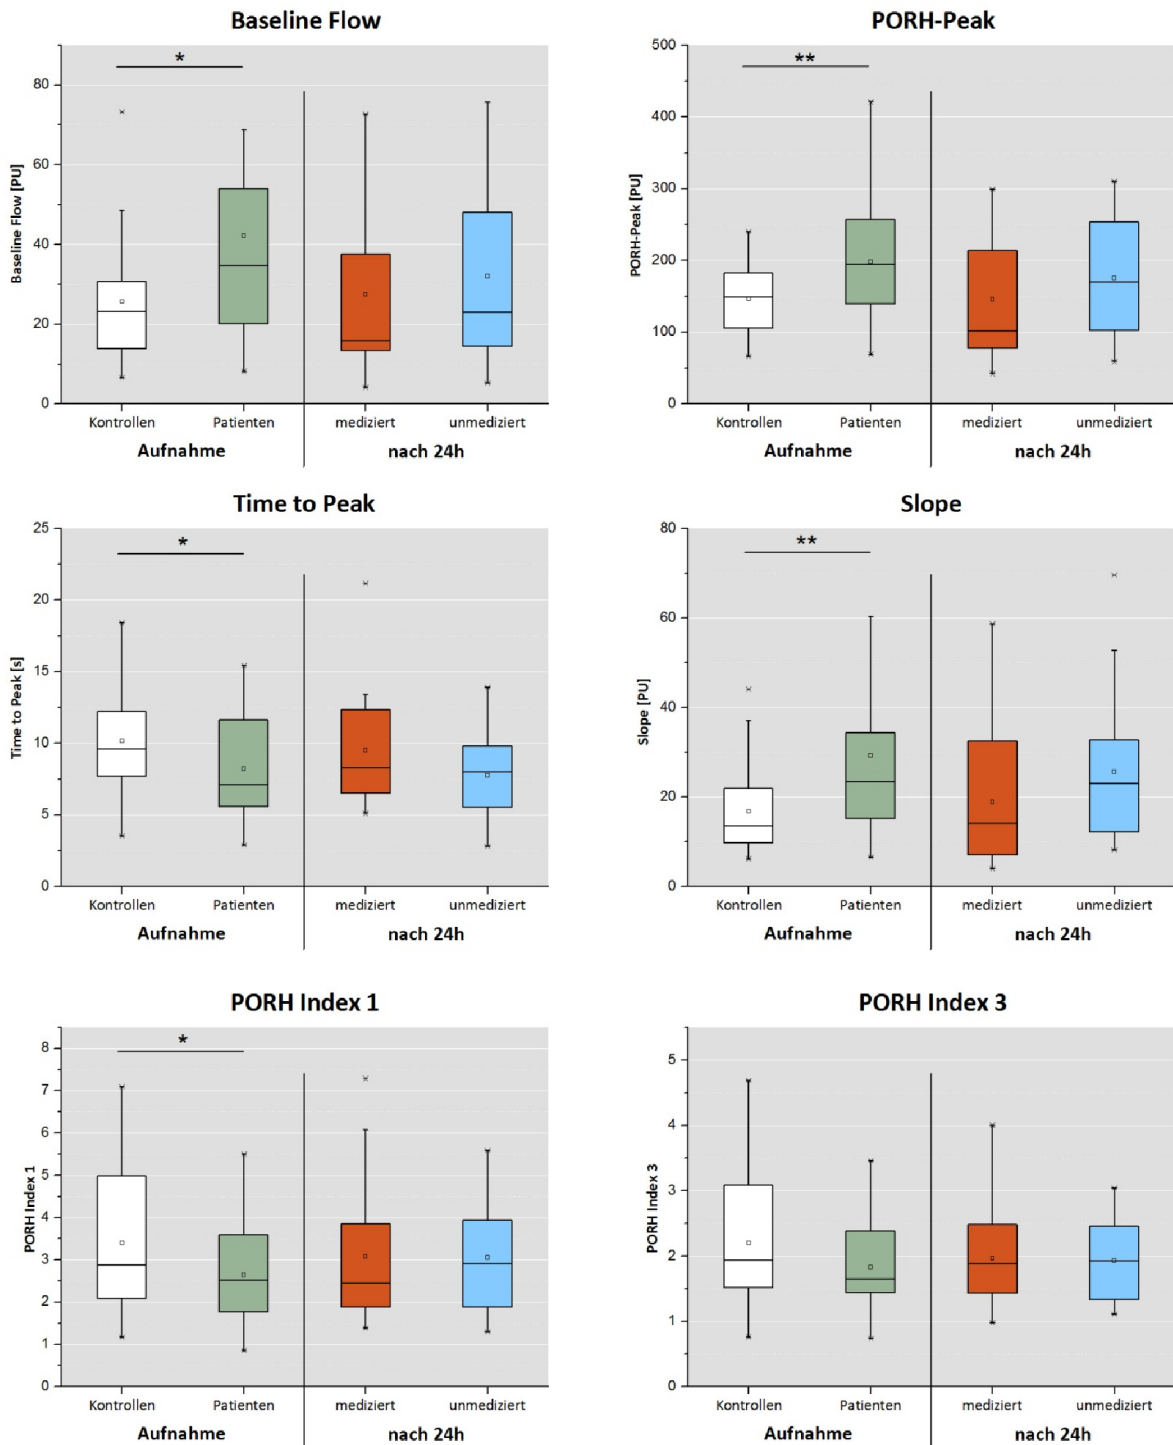 Baseline Flow
*
Baseline Flow [PU]
80
60
40
20
0
Kontrollen Patienten mediziert unmediziert
Aufnahme nach 24h
PORH-Peak
**
PORH-Peak [PU]
500
400
300
200
100
0
Kontrollen Patienten mediziert unmediziert
Aufnahme nach 24h
Time to Peak
*
Time to Peak [s]
25
20
15
10
5
0
Kontrollen Patienten mediziert unmediziert
Aufnahme nach 24h
Slope
**
Slope [PU]
80
60
40
20
0
Kontrollen Patienten mediziert unmediziert
Aufnahme nach 24h
PORH Index 1
*
PORH Index 1
8
7
6
5
4
3
2
1
0
Kontrollen Patienten mediziert unmediziert
Aufnahme nach 24h
PORH Index 3
PORH Index 3
5
4
3
2
1
0
Kontrollen Patienten mediziert unmediziert
Aufnahme nach 24h